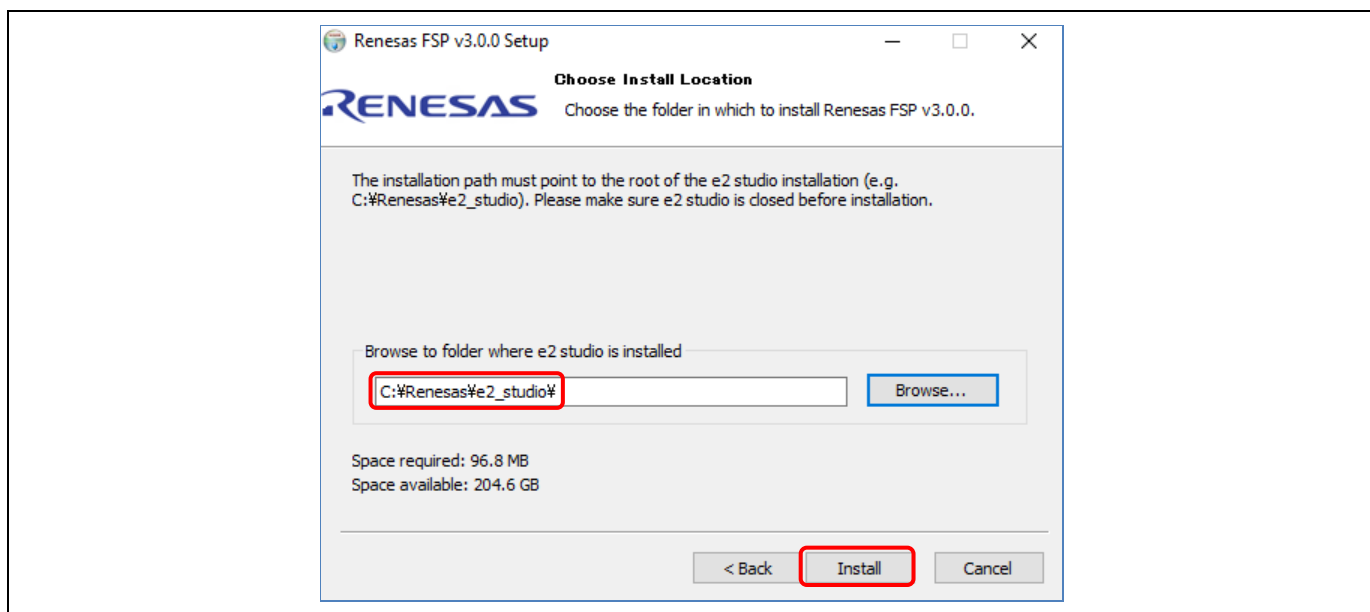 Renesas FSP v3.0.0 Setup
RENESAS
Choose Install Location
Choose the folder in which to install Renesas FSP v3.0.0.
The installation path must point to the root of the e2 studio installation (e.g.
C:¥Renesas¥e2_studio). Please make sure e2 studio is closed before installation.
Browse to folder where e2 studio is installed
C:¥Renesas¥e2_studio¥
Browse...
Space required: 96.8 MB
Space available: 204.6 GB
< Back
Install
Cancel